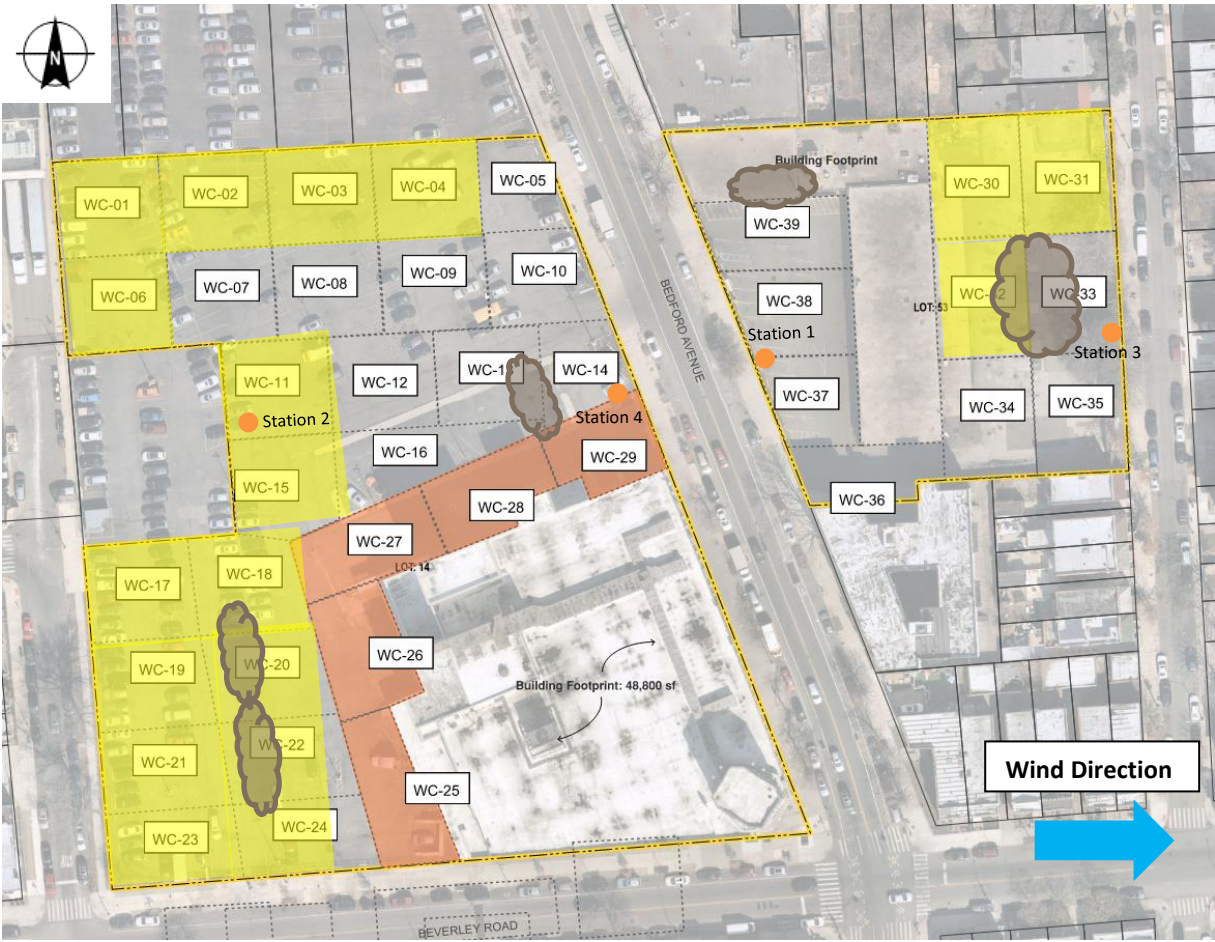 N
WC-01
WC-02
WC-03
WC-04
WC-05
WC-06
WC-07
WC-08
WC-09
WC-10
WC-11
WC-12
WC-13
WC-14
Station 2
Station 4
WC-15
WC-16
WC-29
WC-28
WC-27
LOT: 14
WC-17
WC-18
WC-19
WC-20
WC-26
WC-21
WC-22
WC-25
WC-23
WC-24
Building Footprint: 48,800 sf
BEDFORD AVENUE
BEVERLEY ROAD
Building Footprint
WC-30
WC-31
WC-39
WC-38
LOT: 53
WC-32
WC-33
Station 1
Station 3
WC-37
WC-34
WC-35
WC-36
Wind Direction